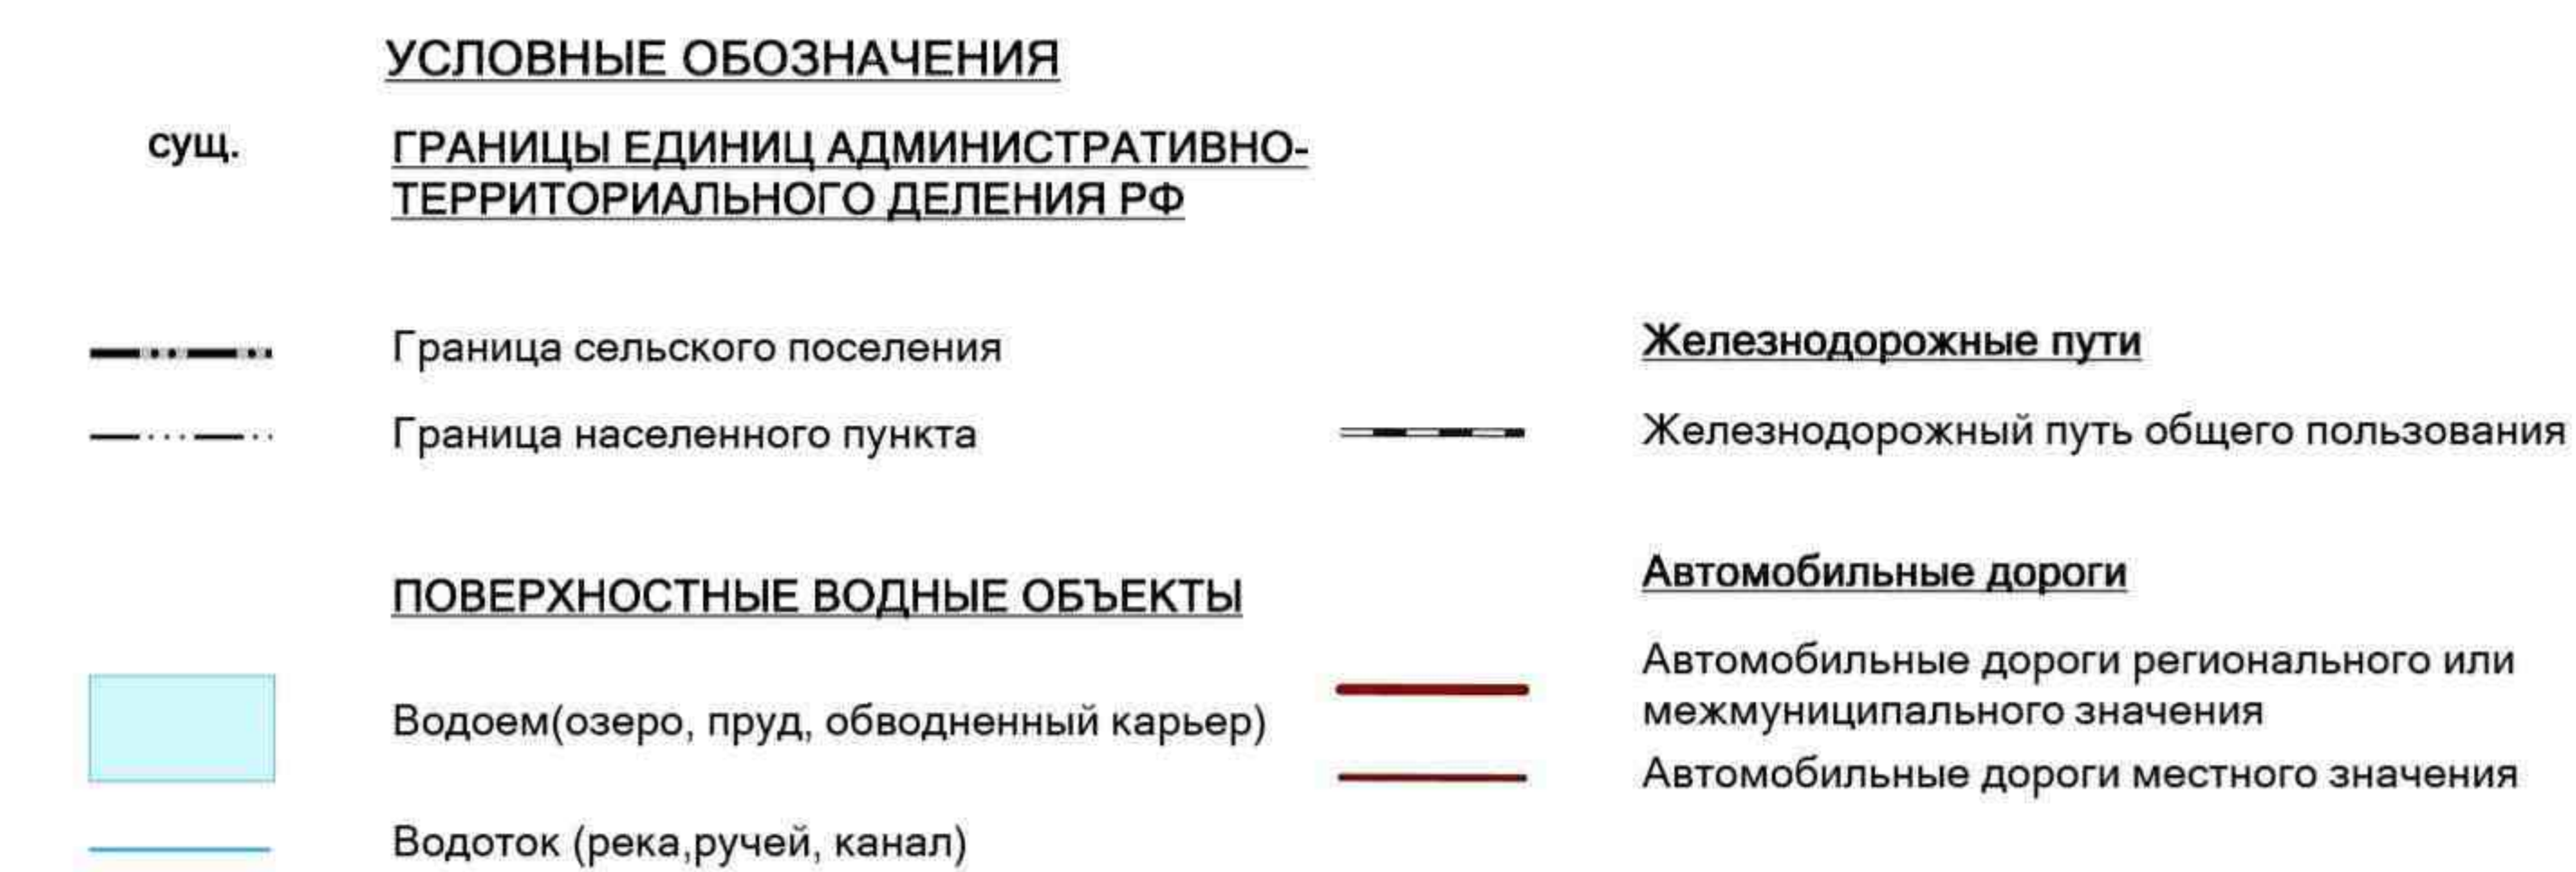 УСЛОВНЫЕ ОБОЗНАЧЕНИЯ
сущ.
ГРАНИЦЫ ЕДИНИЦ АДМИНИСТРАТИВНО-
ТЕРРИТОРИАЛЬНОГО ДЕЛЕНИЯ РФ
Граница сельского поселения
Граница населенного пункта
ПОВЕРХНОСТНЫЕ ВОДНЫЕ ОБЪЕКТЫ
Водоем(озеро, пруд, обводненный карьер)
Водоток (река,ручей, канал)
Железнодорожные пути
Железнодорожный путь общего пользования
Автомобильные дороги
Автомобильные дороги регионального или
межмуниципального значения
Автомобильные дороги местного значения